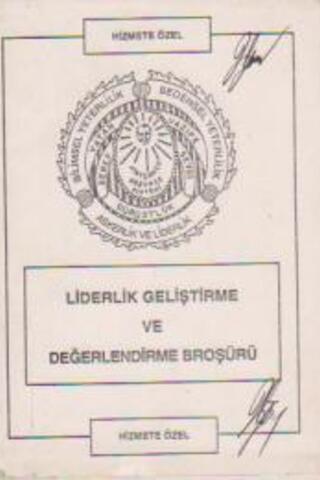 HİZMETE ÖZEL
BİLİMSEL YETERLİLİK
BEDENSEL YETERLİLİK
DÜRÜSTLÜK
ASKERLİK VE LİDERLİK
LİDERLİK GELİŞTİRME
VE
DEĞERLENDİRME BROŞÜRÜ
HİZMETE ÖZEL